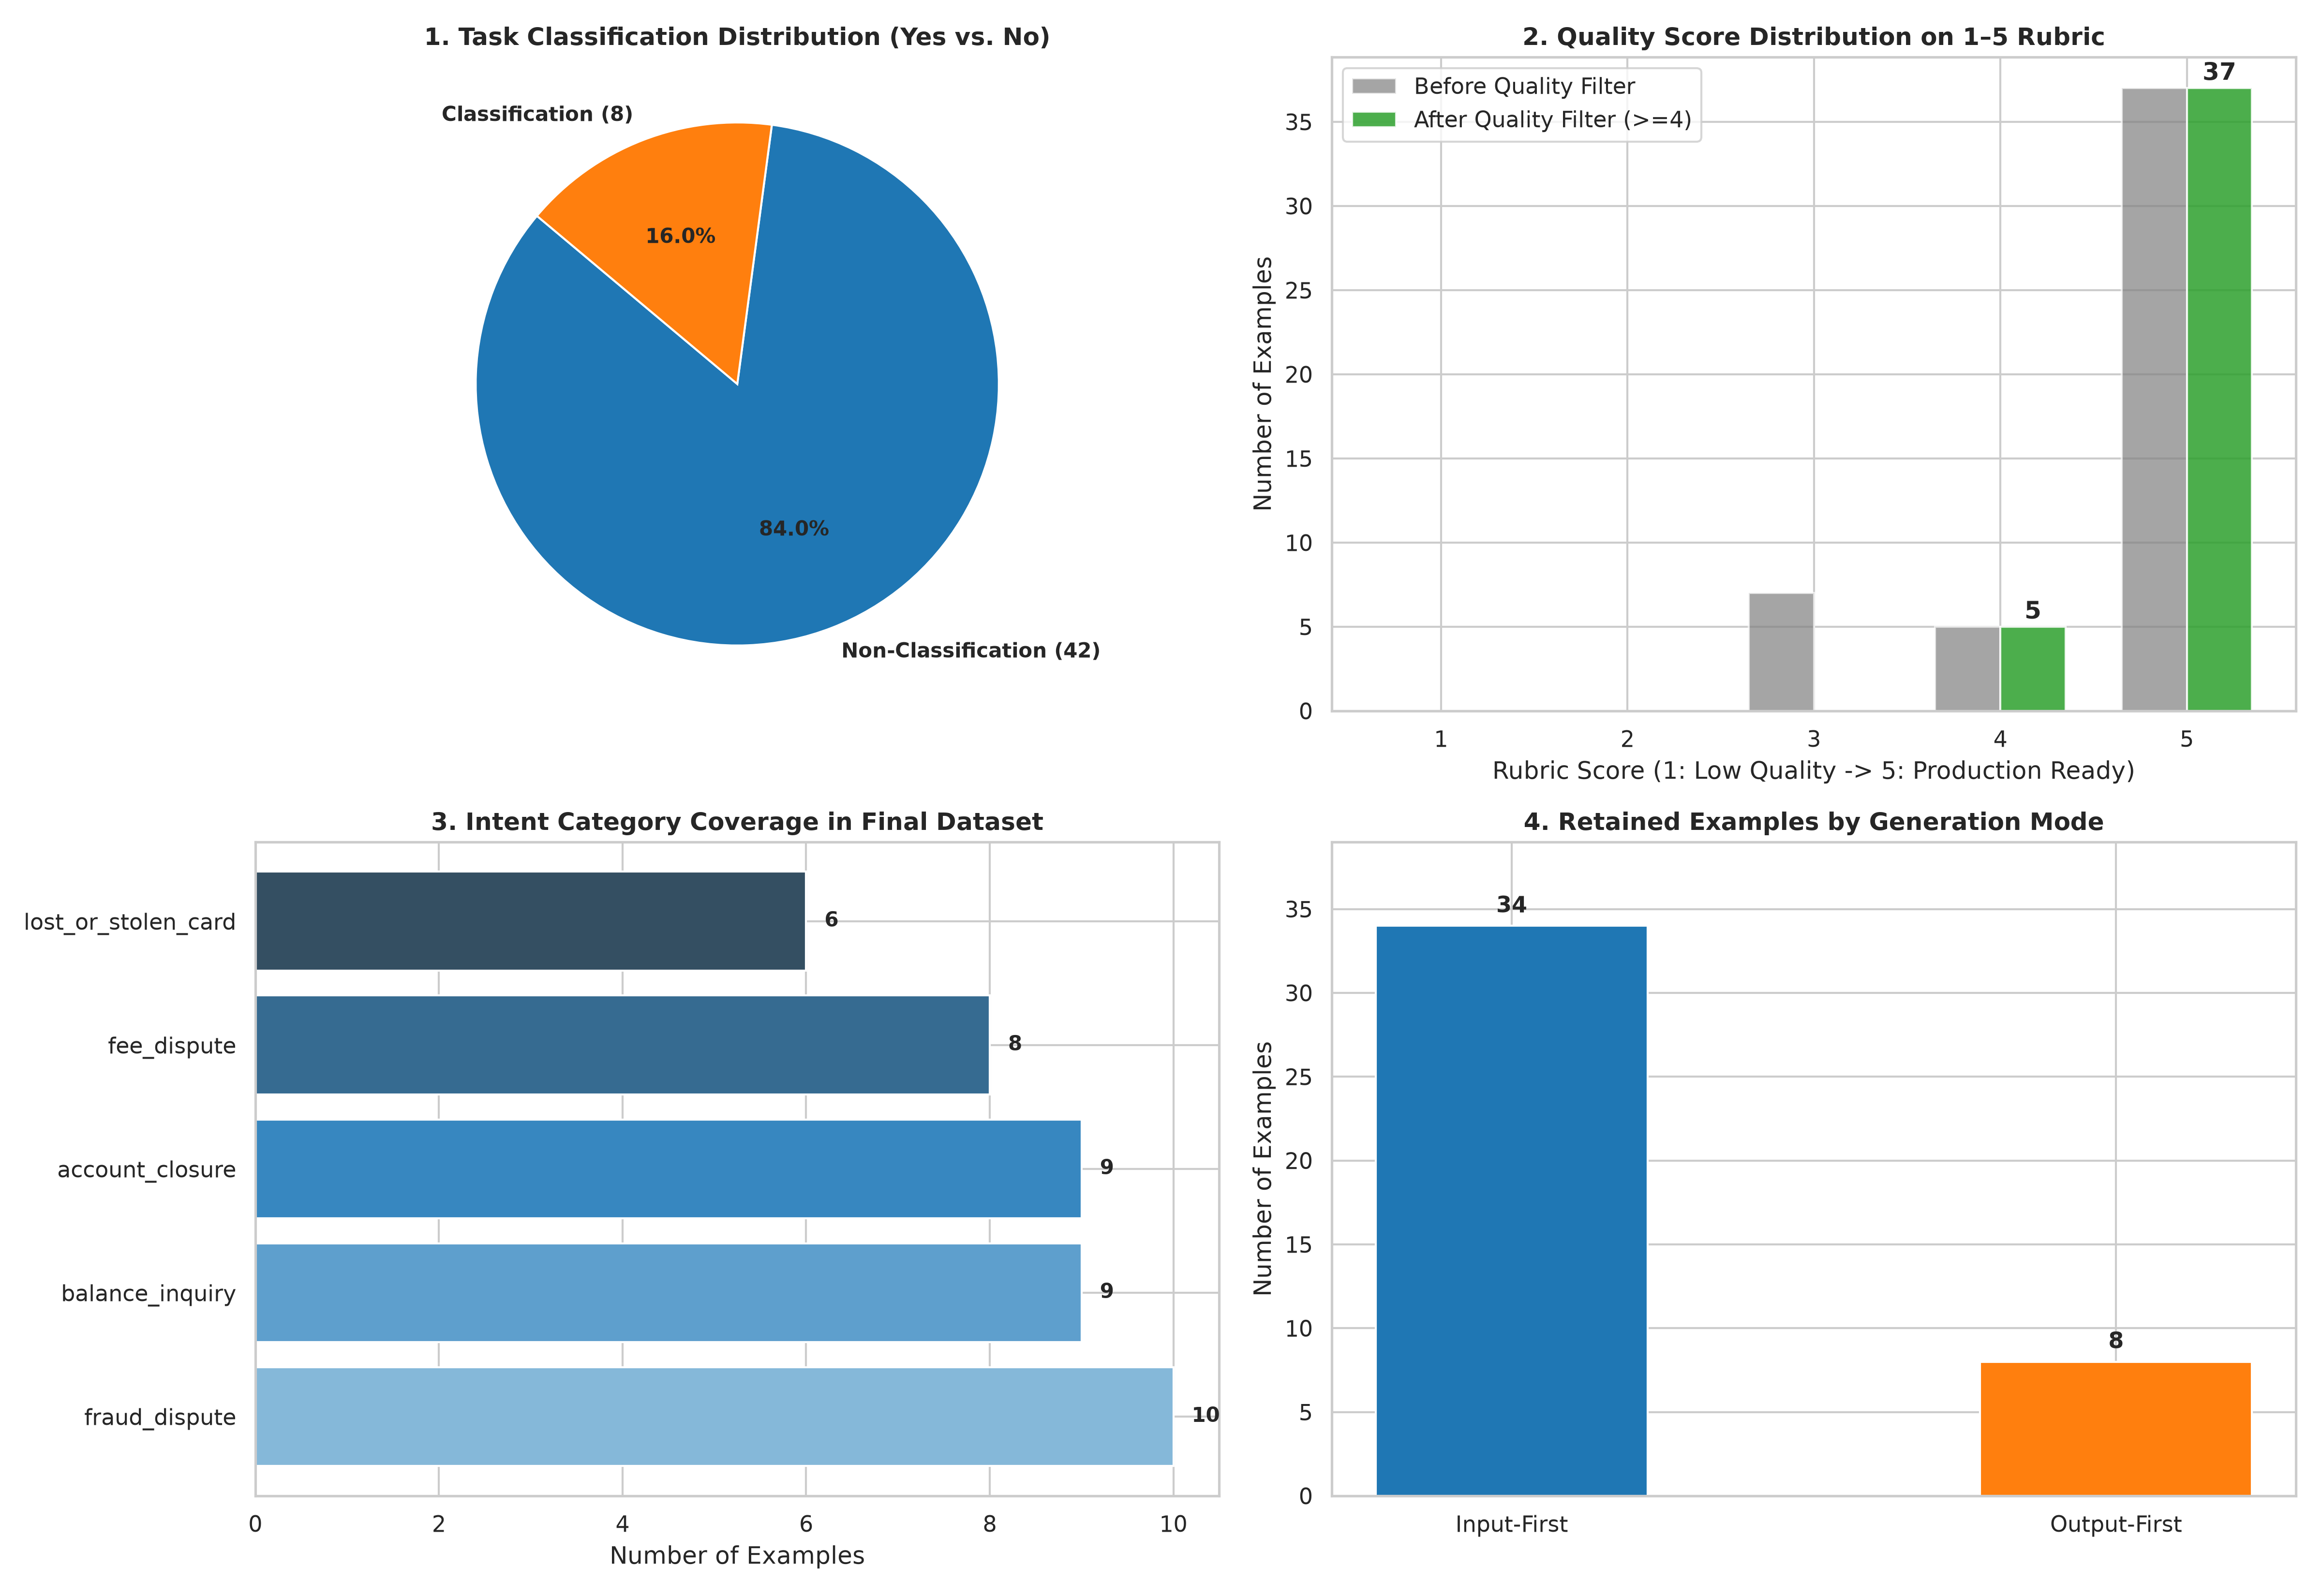 1. Task Classification Distribution (Yes vs. No)
Classification (8)
16.0%
84.0%
Non-Classification (42)
2. Quality Score Distribution on 1–5 Rubric
Before Quality Filter
After Quality Filter (>=4)
37
5
Number of Examples
35
30
25
20
15
10
5
0
1 2 3 4 5
Rubric Score (1: Low Quality -> 5: Production Ready)
3. Intent Category Coverage in Final Dataset
lost_or_stolen_card 6
fee_dispute 8
account_closure 9
balance_inquiry 9
fraud_dispute 10
0 2 4 6 8 10
Number of Examples
4. Retained Examples by Generation Mode
34
8
Number of Examples
35
30
25
20
15
10
5
0
Input-First Output-First